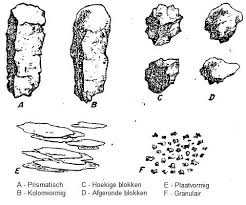 A
B
C
D
E
F
A - Prismatisch C - Hoekige blokken E - Plaatvormig
B - Kolomvormig D - Afgeronde blokken F - Granulair